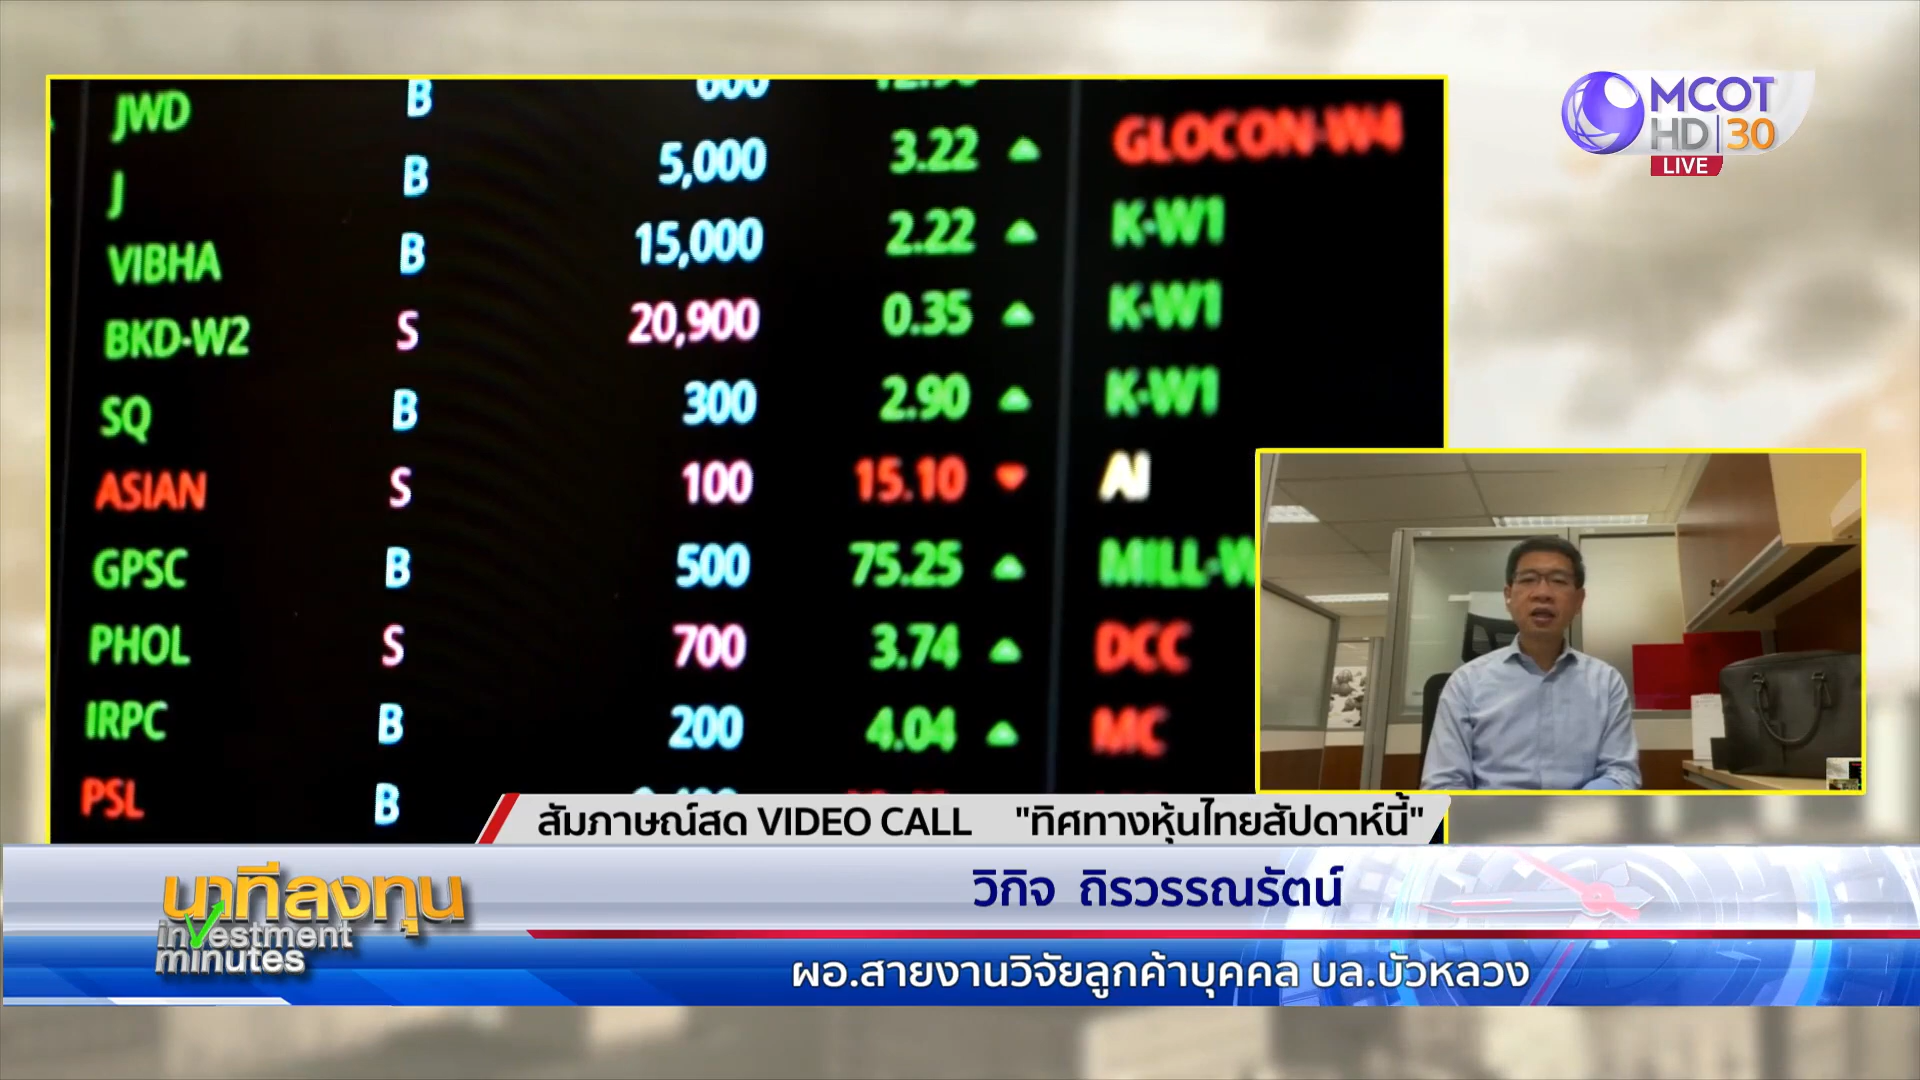 JWD B 600
J B 5,000 3.22 GLOCON-W4
VIBHA B 15,000 2.22 K-W1
BKD-W2 S 20,900 0.35 K-W1
SQ B 300 2.90 K-W1
ASIAN S 100 15.10 AI
GPSC B 500 75.25 MILL-W
PHOL S 700 3.74 DCC
IRPC B 200 4.04 MC
PSL B
MCOT
HD 30
LIVE
สัมภาษณ์สด VIDEO CALL "ทิศทางหุ้นไทยสัปดาห์นี้"
นาทีลงทุน
investment
minutes
วิกิจ ถิรวรรณรัตน์
ผอ.สายงานวิจัยลูกค้าบุคคล บล.บัวหลวง